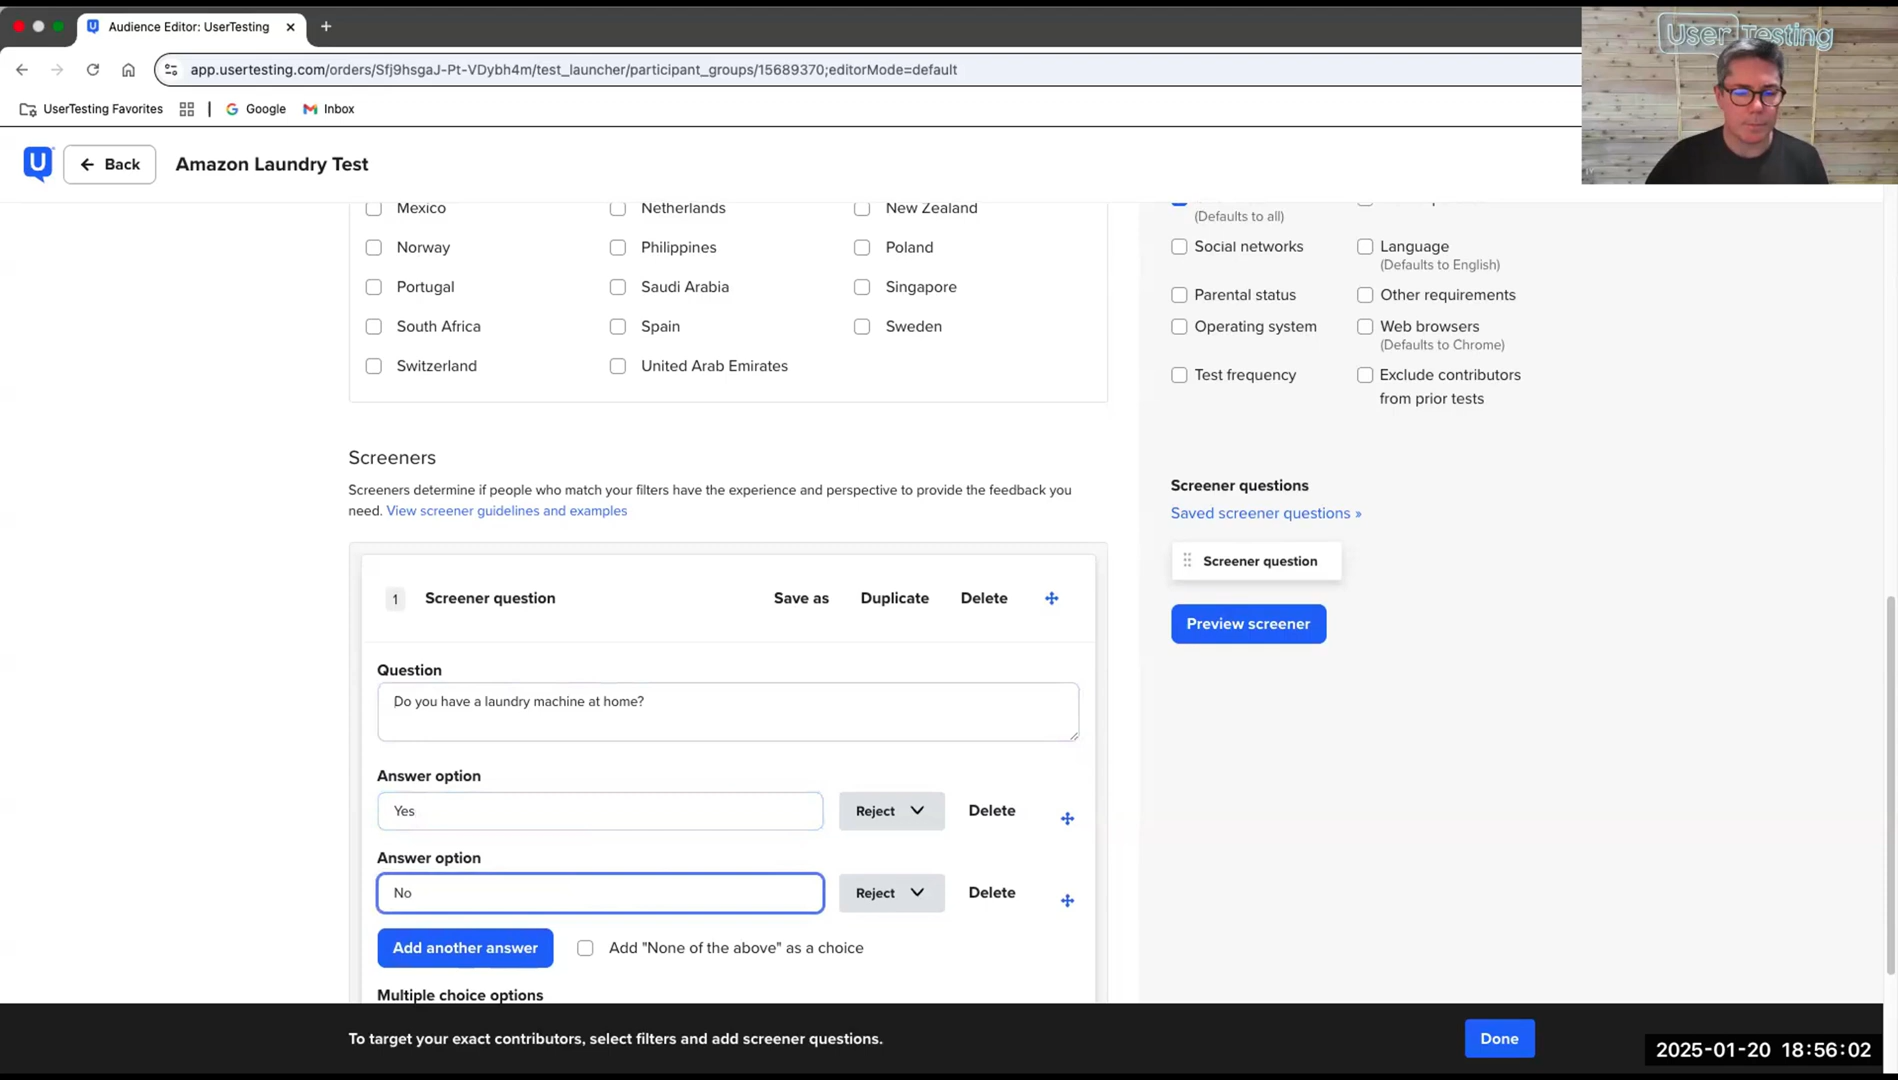 Audience Editor: UserTesting
app.usertesting.com/orders/Sfj9hsgaJ-Pt-VDybh4m/test_launcher/participant_groups/15689370;editorMode=default
UserTesting Favorites
Google
Inbox
User Testing
U
Back
Amazon Laundry Test
Mexico
Netherlands
New Zealand
Norway
Philippines
Poland
Portugal
Saudi Arabia
Singapore
South Africa
Spain
Sweden
Switzerland
United Arab Emirates
(Defaults to all)
Social networks
Language
(Defaults to English)
Parental status
Other requirements
Operating system
Web browsers
(Defaults to Chrome)
Test frequency
Exclude contributors
from prior tests
Screeners
Screeners determine if people who match your filters have the experience and perspective to provide the feedback you
need. View screener guidelines and examples
Screener questions
Saved screener questions »
Screener question
Preview screener
1
Screener question
Save as
Duplicate
Delete
Question
Do you have a laundry machine at home?
Answer option
Yes
Reject
Delete
Answer option
No
Reject
Delete
Add another answer
Add "None of the above" as a choice
Multiple choice options
To target your exact contributors, select filters and add screener questions.
Done
2025-01-20 18:56:02